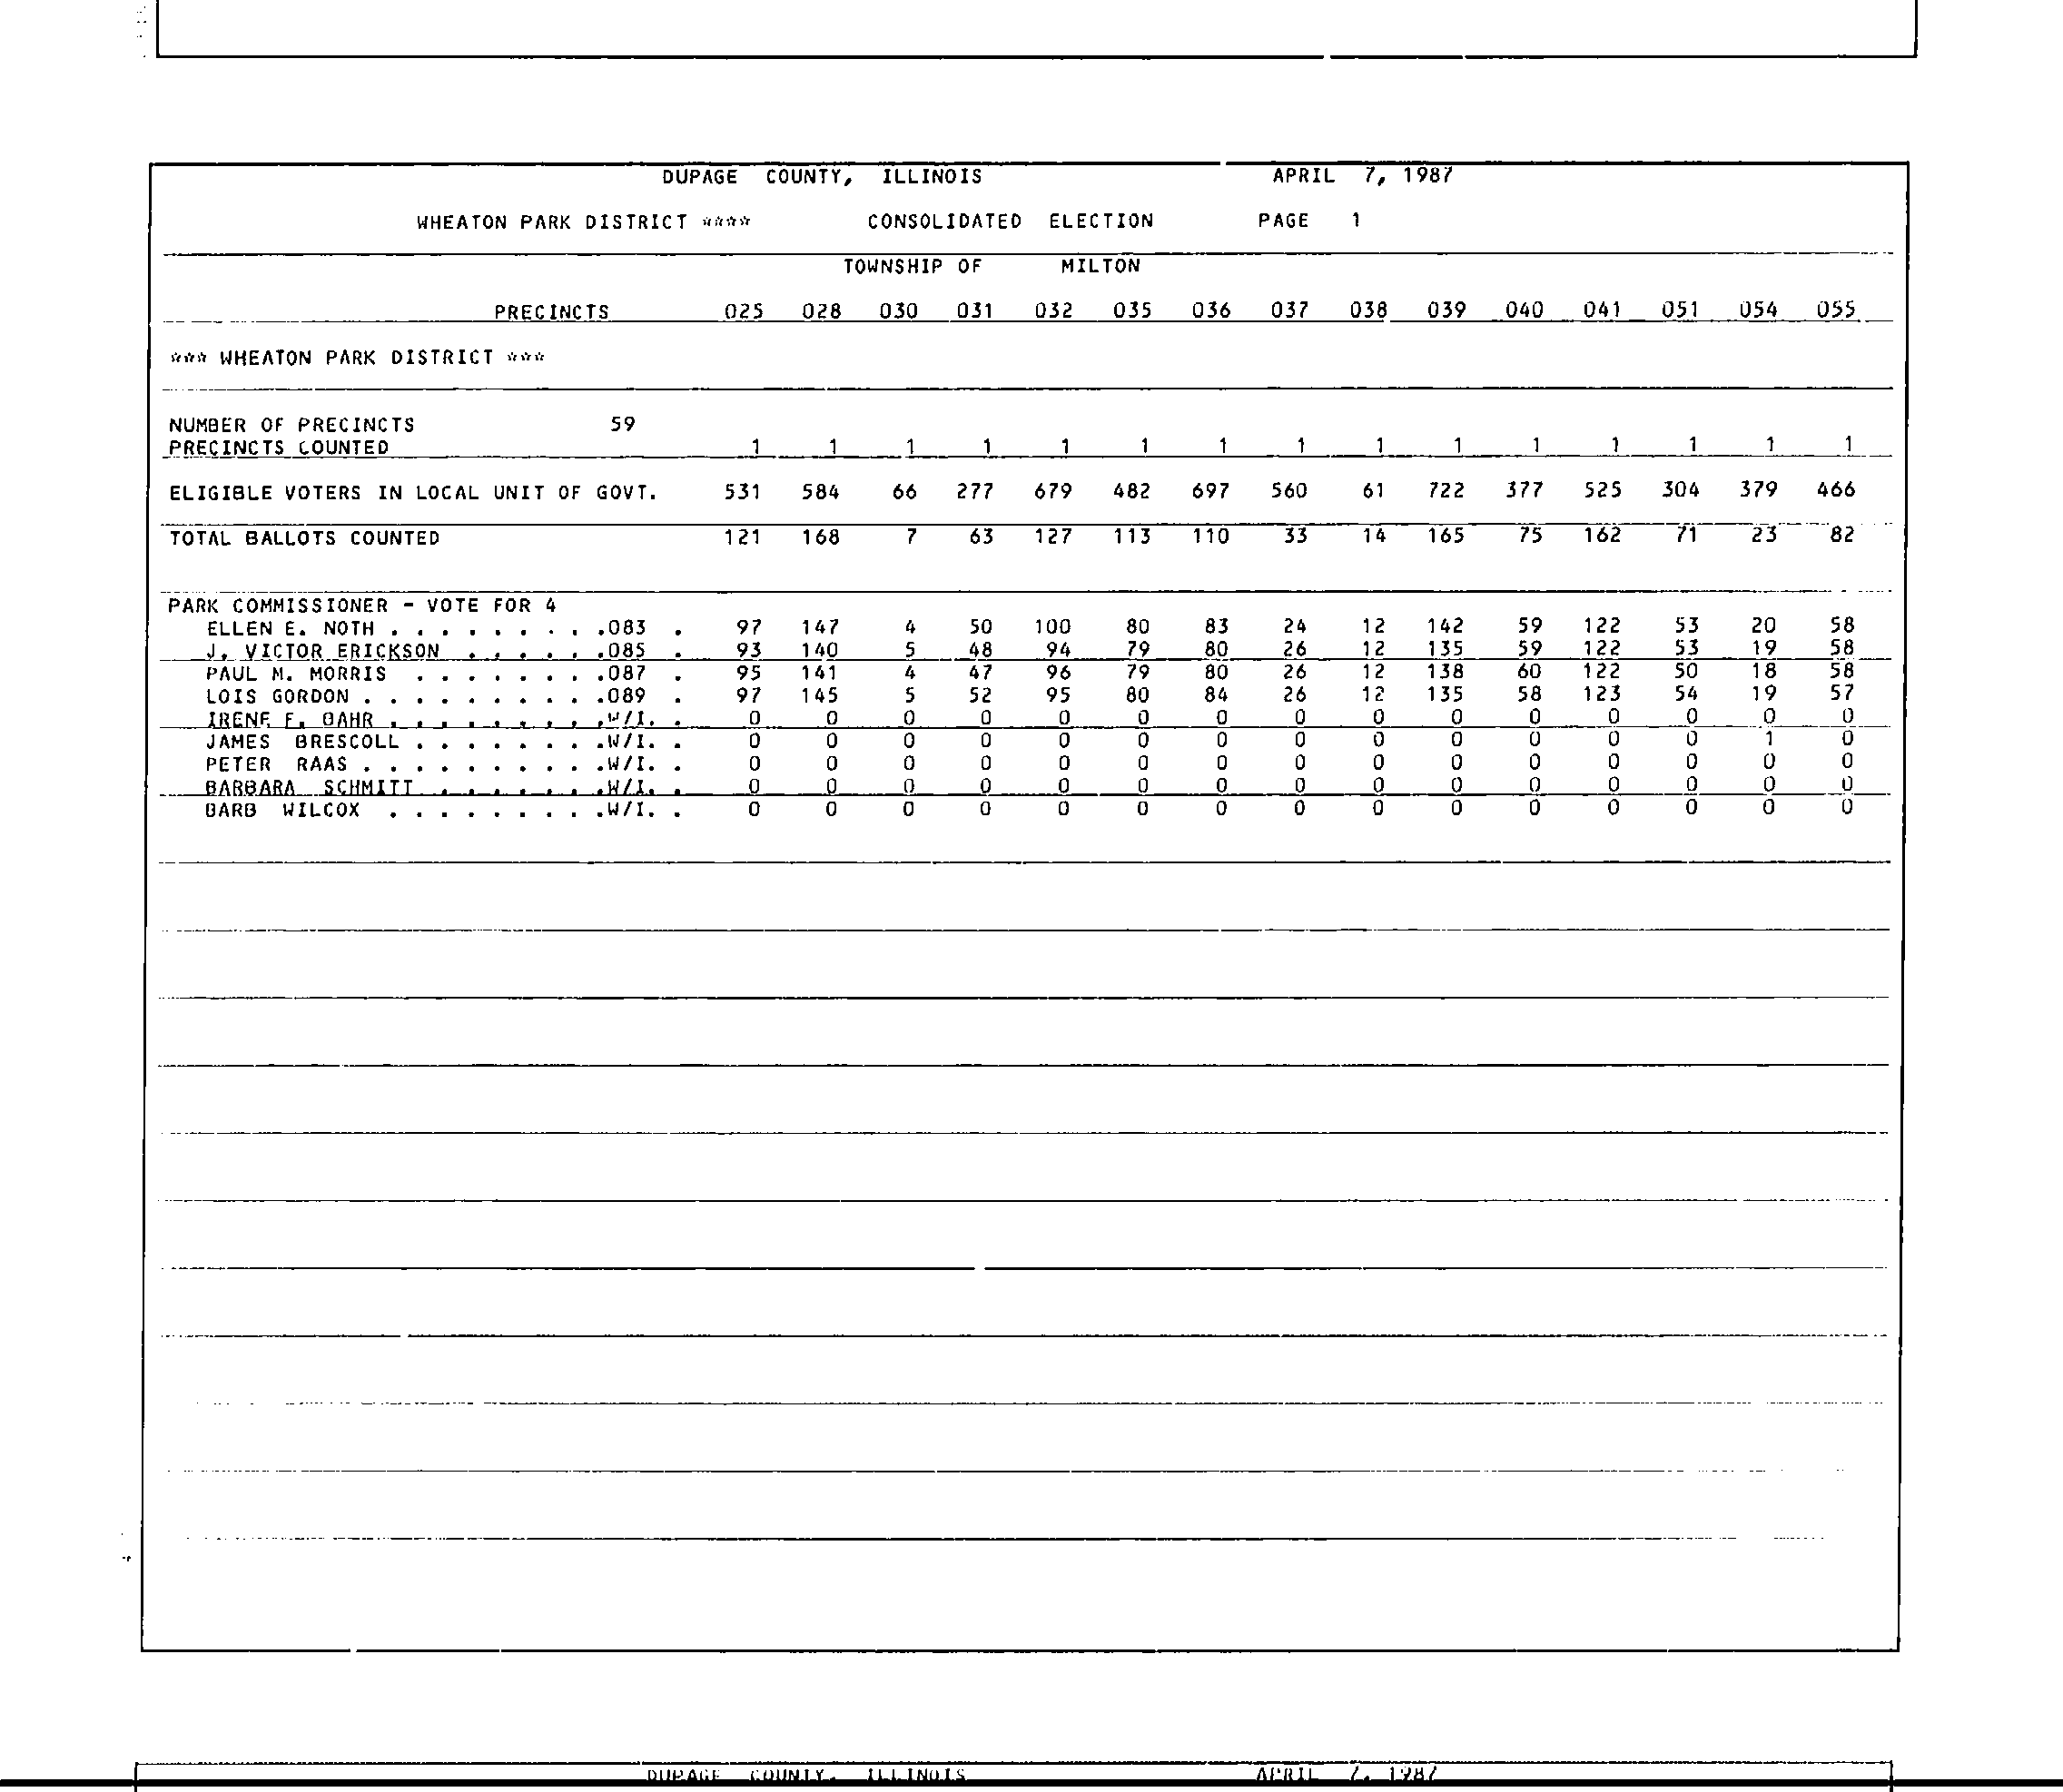 DUPAGE COUNTY, ILLINOIS APRIL 7, 1987
WHEATON PARK DISTRICT **** CONSOLIDATED ELECTION PAGE 1
TOWNSHIP OF MILTON
PRECINCTS 025 028 030 031 032 035 036 037 038 039 040 041 051 054 055
*** WHEATON PARK DISTRICT ***
NUMBER OF PRECINCTS 59
PRECINCTS COUNTED 1 1 1 1 1 1 1 1 1 1 1 1 1 1 1
ELIGIBLE VOTERS IN LOCAL UNIT OF GOVT. 531 584 66 277 679 482 697 560 61 722 377 525 304 379 466
TOTAL BALLOTS COUNTED 121 168 7 63 127 113 110 33 14 165 75 162 71 23 82
PARK COMMISSIONER - VOTE FOR 4
ELLEN E. NOTH . . . . . . . . .083 . 97 147 4 50 100 80 83 24 12 142 59 122 53 20 58
J. VICTOR ERICKSON . . . . . .085 . 93 140 5 48 94 79 80 26 12 135 59 122 53 19 58
PAUL M. MORRIS . . . . . . . .087 . 95 141 4 47 96 79 80 26 12 138 60 122 50 18 58
LOIS GORDON . . . . . . . . . .089 . 97 145 5 52 95 80 84 26 12 135 58 123 54 19 57
IRENE F. BAHR . . . . . . . . .W/I. . 0 0 0 0 0 0 0 0 0 0 0 0 0 0 0
JAMES BRESCOLL . . . . . . . .W/I. . 0 0 0 0 0 0 0 0 0 0 0 0 0 1 0
PETER RAAS . . . . . . . . . .W/I. . 0 0 0 0 0 0 0 0 0 0 0 0 0 0 0
BARBARA SCHMITT . . . . . . . .W/I. . 0 0 0 0 0 0 0 0 0 0 0 0 0 0 0
BARB WILCOX . . . . . . . . .W/I. . 0 0 0 0 0 0 0 0 0 0 0 0 0 0 0
DUPAGE COUNTY, ILLINOIS APRIL 7, 1987